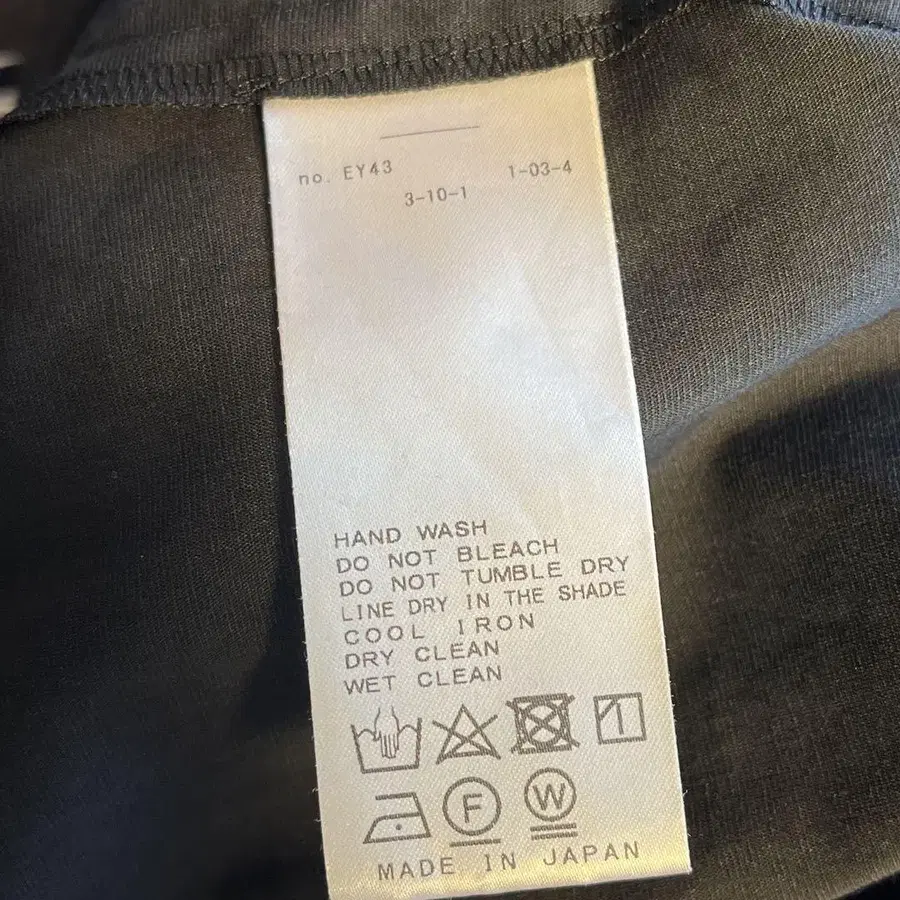 no. EY43 1-03-4
3-10-1
HAND WASH
DO NOT BLEACH
DO NOT TUMBLE DRY
LINE DRY IN THE SHADE
COOL IRON
DRY CLEAN
WET CLEAN
F W
MADE IN JAPAN